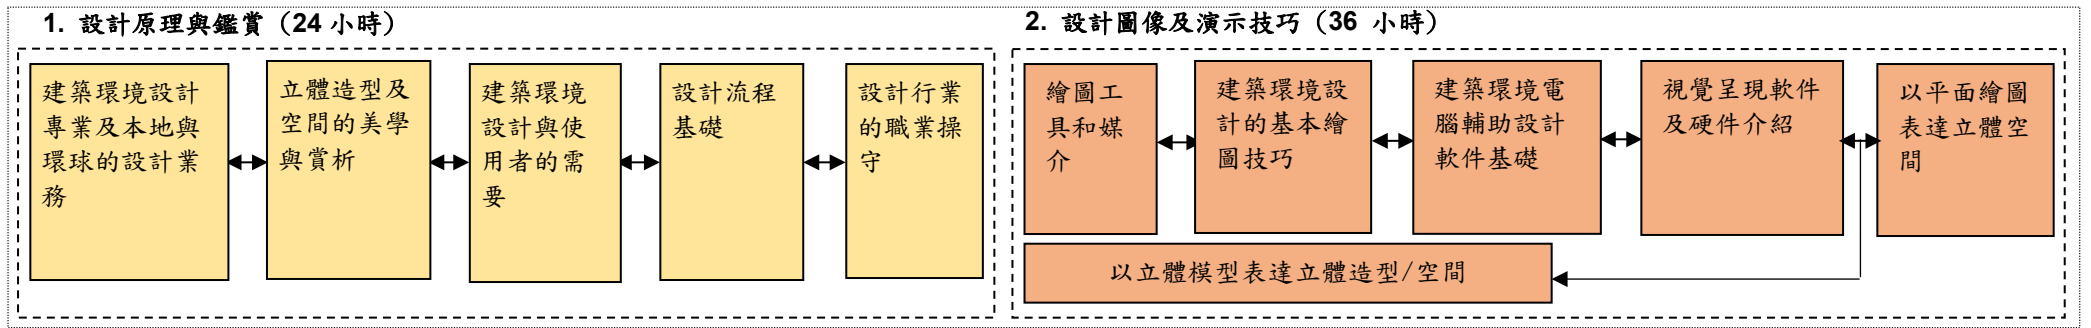 1. 設計原理與鑑賞（24 小時）
建築環境設計
專業及本地與
環球的設計業
務
立體造型及
空間的美學
與賞析
建築環境
設計與使
用者的需
要
設計流程
基礎
設計行業
的職業操
守
2. 設計圖像及演示技巧（36 小時）
繪圖工
具和媒
介
建築環境設
計的基本繪
圖技巧
建築環境電
腦輔助設計
軟件基礎
視覺呈現軟件
及硬件介紹
以平面繪圖
表達立體空
間
以立體模型表達立體造型/空間